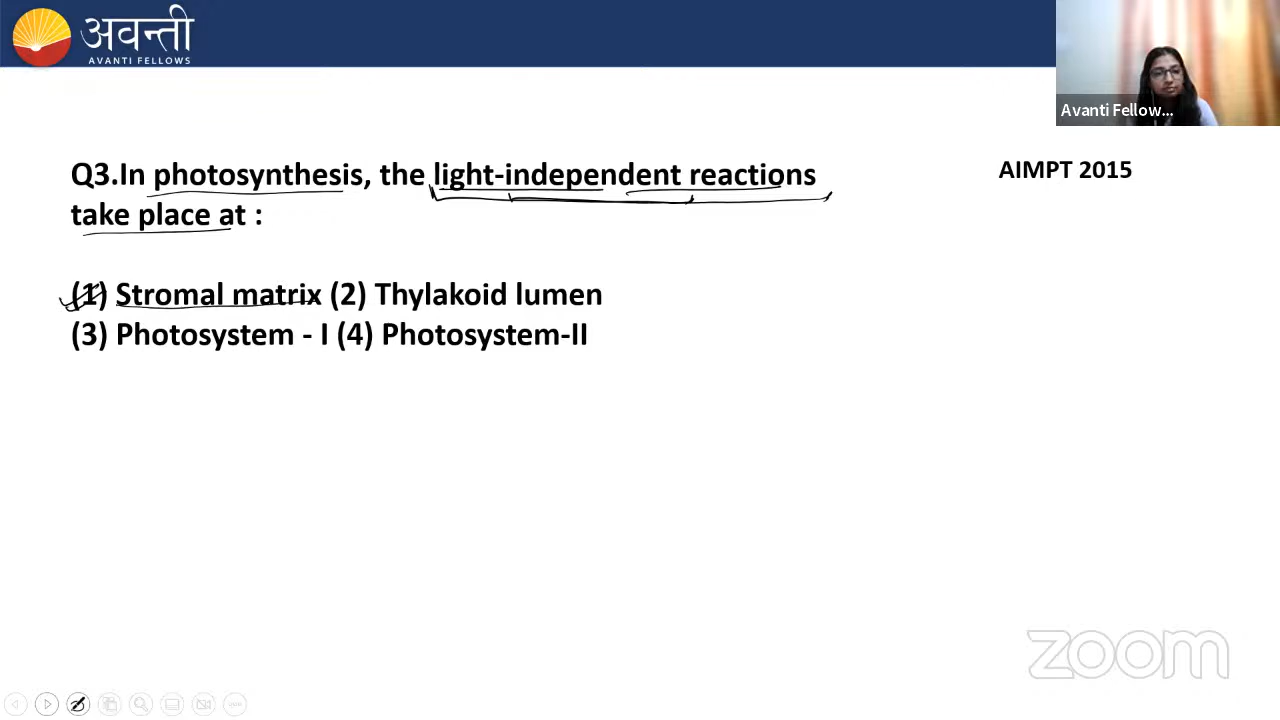 अवन्ती
AVANTI FELLOWS
Avanti Fellow...
Q3.In photosynthesis, the light-independent reactions
take place at :
AIMPT 2015
(1) Stromal matrix (2) Thylakoid lumen
(3) Photosystem - I (4) Photosystem-II
zoom